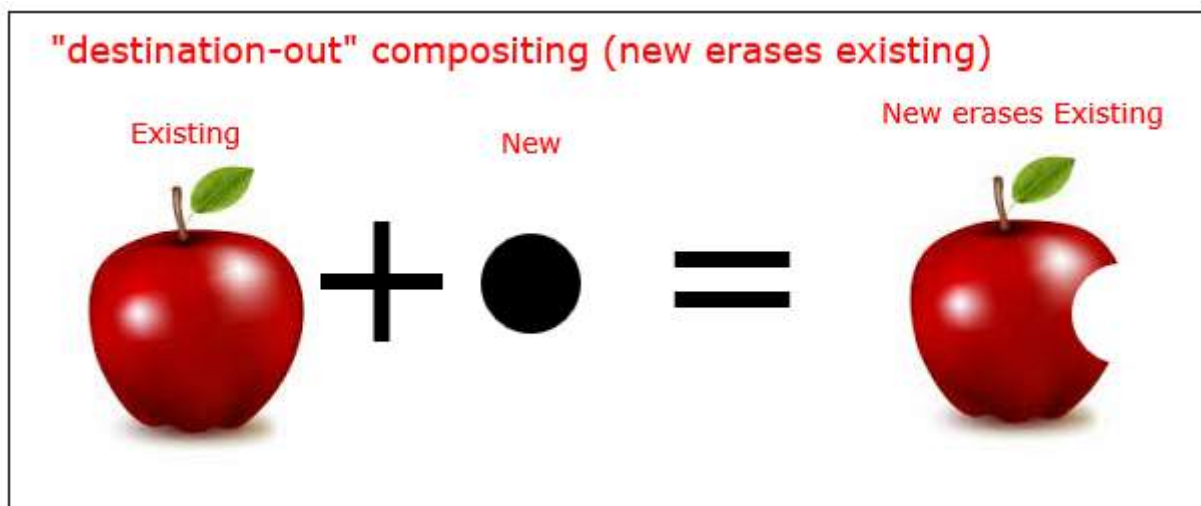 "destination-out" compositing (new erases existing)
Existing
New
New erases Existing